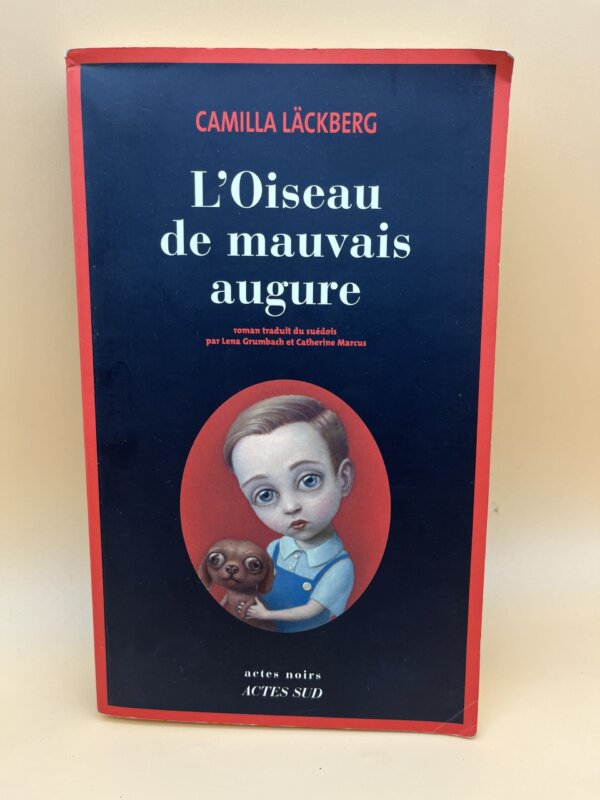 CAMILLA LÄCKBERG
L'Oiseau
de mauvais
augure
roman traduit du suédois
par Lena Grumbach et Catherine Marcus
actes noirs
ACTES SUD